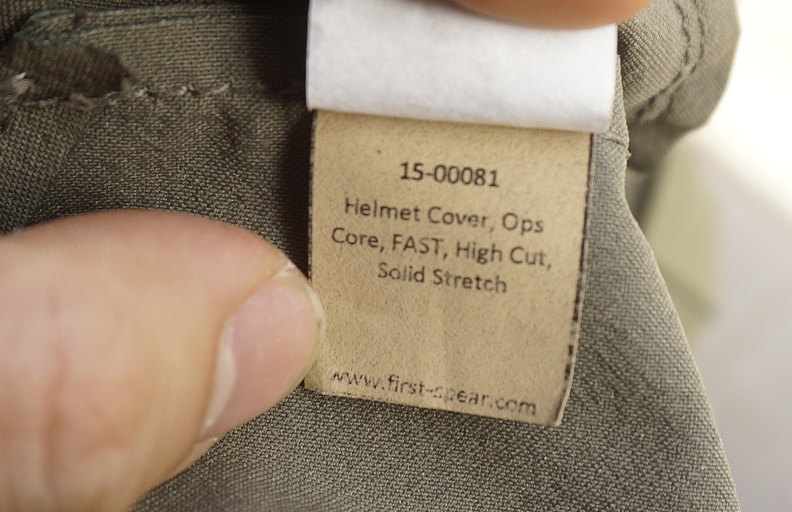 15-00081
Helmet Cover, Ops
Core, FAST, High Cut,
Solid Stretch
www.first-spear.com